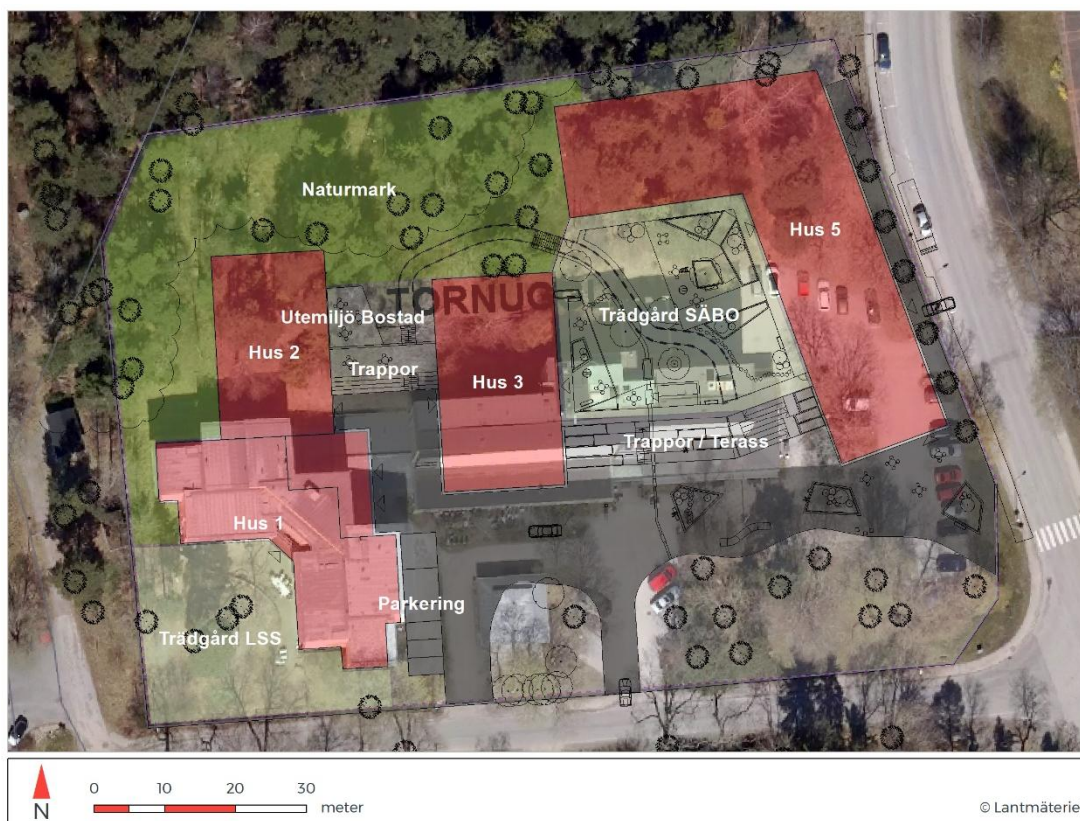 Naturmark
Hus 5
TORNUG
Utemiljö Bostad
Trädgård SÄBO
Hus 2
Trappor
Hus 3
Trappor / Terass
Hus 1
Parkering
Trädgård LSS
N
0 10 20 30
meter
© Lantmäterie